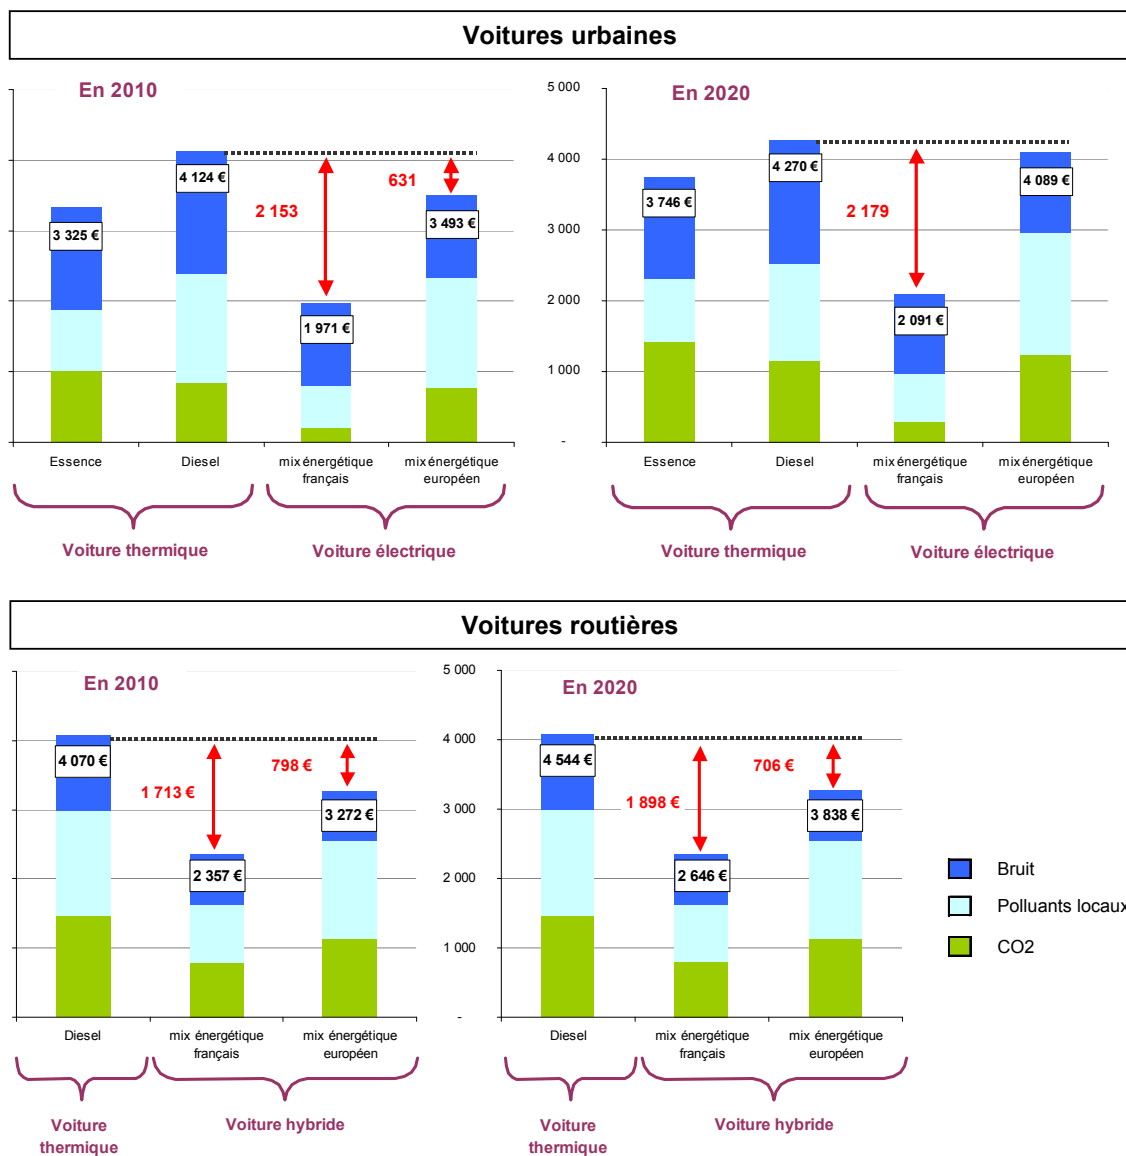 Voitures urbaines
En 2010
4 124 €
3 325 €
2 153
631
3 493 €
1 971 €
Essence
Diesel
mix énergétique
français
mix énergétique
européen
Voiture thermique
Voiture électrique
5 000
4 000
3 000
2 000
1 000
-
En 2020
4 270 €
3 746 €
2 179
4 089 €
2 091 €
Essence
Diesel
mix énergétique
français
mix énergétique
européen
Voiture thermique
Voiture électrique
Voitures routières
En 2010
4 070 €
1 713 €
798 €
3 272 €
2 357 €
Diesel
mix énergétique
français
mix énergétique
européen
Voiture
thermique
Voiture hybride
5 000
4 000
3 000
2 000
1 000
-
En 2020
4 544 €
1 898 €
706 €
3 838 €
2 646 €
Diesel
mix énergétique
français
mix énergétique
européen
Voiture
thermique
Voiture hybride
Bruit
Polluants locaux
CO2